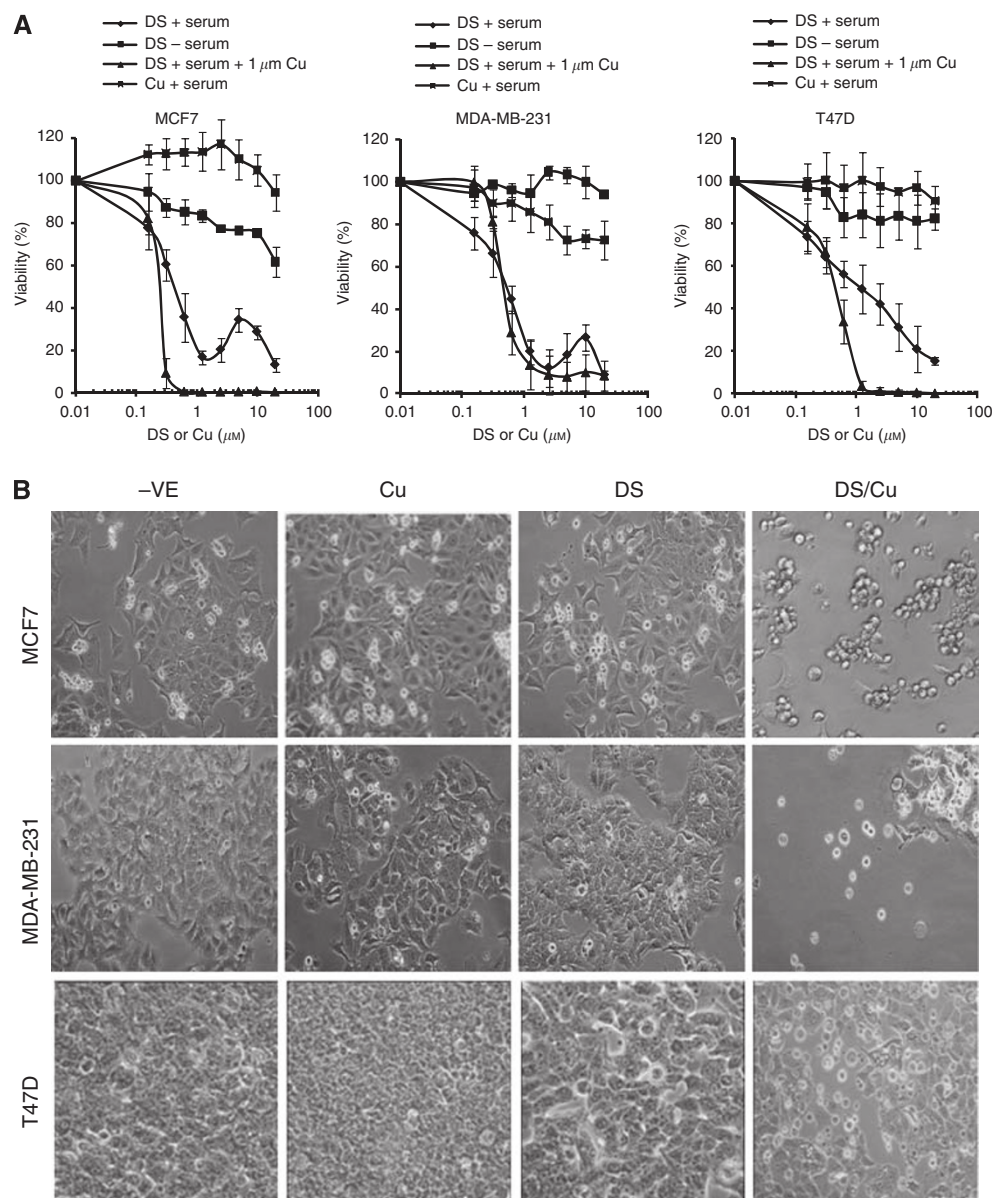 A
DS + serum
DS – serum
DS + serum + 1 μm Cu
Cu + serum
DS + serum
DS – serum
DS + serum + 1 μm Cu
Cu + serum
DS + serum
DS – serum
DS + serum + 1 μm Cu
Cu + serum
MCF7
MDA-MB-231
T47D
Viability (%)
120
100
80
60
40
20
0
0.01
0.1
1
10
100
DS or Cu (μM)
Viability (%)
120
100
80
60
40
20
0
0.01
0.1
1
10
100
DS or Cu (μM)
Viability (%)
120
100
80
60
40
20
0
0.01
0.1
1
10
100
DS or Cu (μM)
B
–VE
Cu
DS
DS/Cu
MCF7
MDA-MB-231
T47D